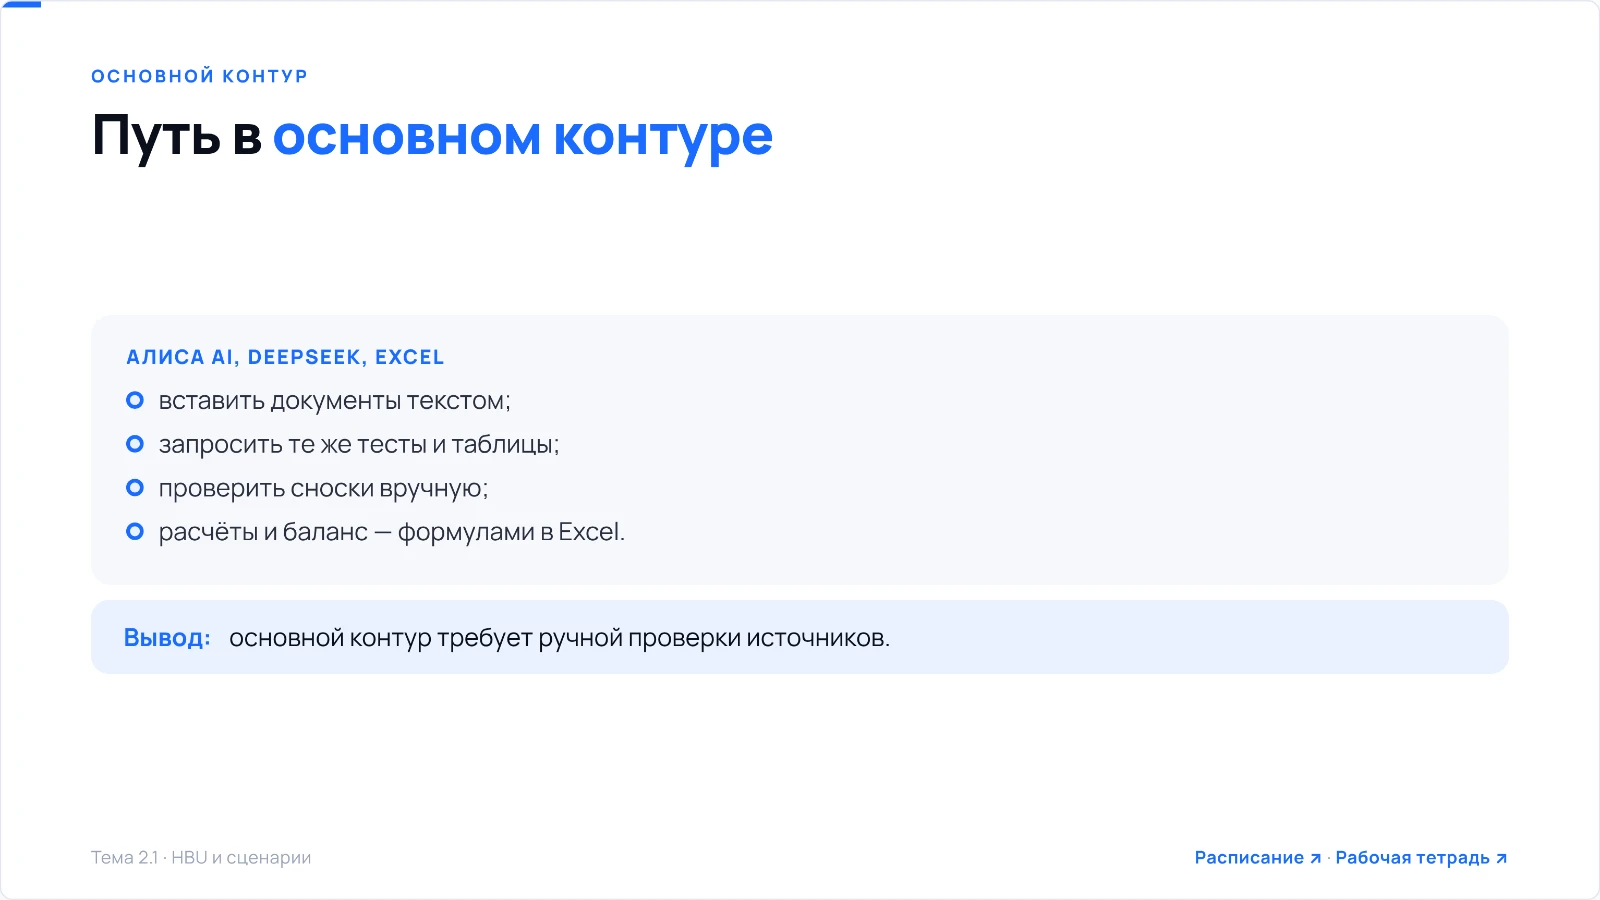 ОСНОВНОЙ КОНТУР
Путь в основном контуре
АЛИСА AI, DEEPSEEK, EXCEL
вставить документы текстом;
запросить те же тесты и таблицы;
проверить сноски вручную;
расчёты и баланс — формулами в Excel.
Вывод: основной контур требует ручной проверки источников.
Тема 2.1 · HBU и сценарии
Расписание ↗ · Рабочая тетрадь ↗